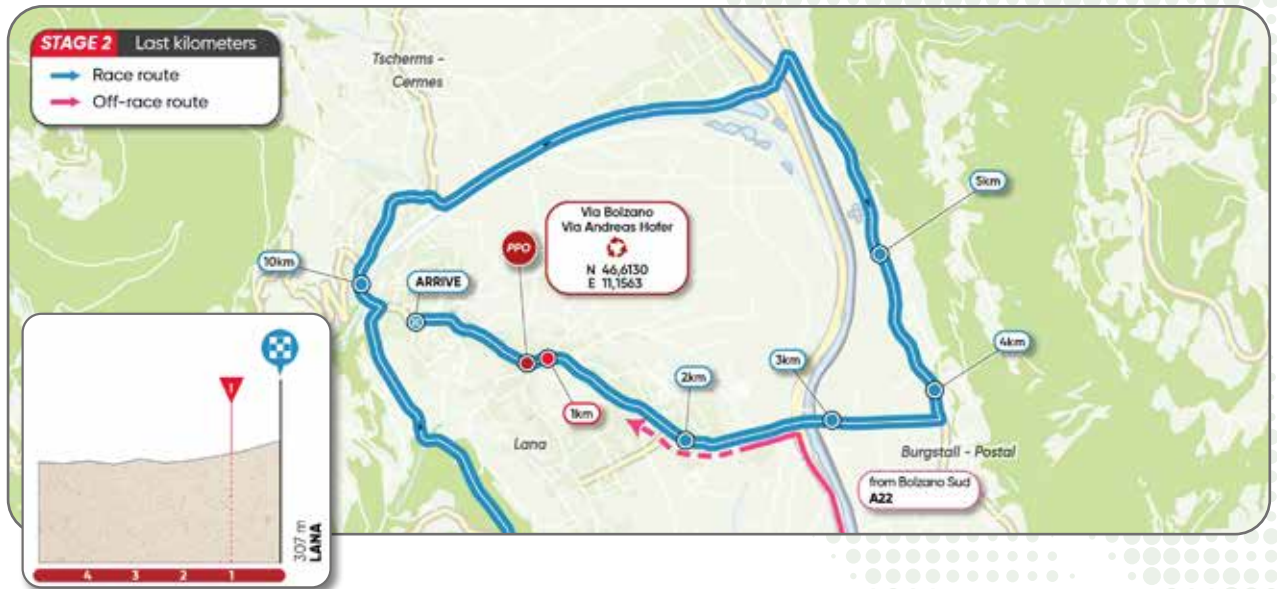 STAGE 2 Last kilometers
Race route
Off-race route
Tscherms -
Cermes
10km
ARRIVE
PPO
Via Bolzano
Via Andreas Hofer
N 46,6130
E 11,1563
5km
4km
3km
2km
1km
Lana
Burgstall - Postal
from Bolzano Sud
A22
1
307 m
LANA
4 3 2 1